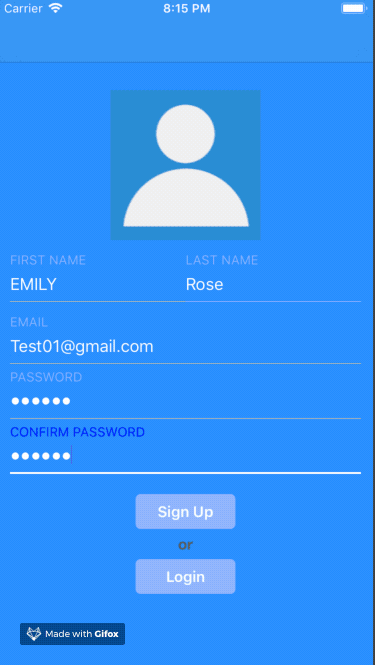 Carrier 8:15 PM
FIRST NAME LAST NAME
EMILY Rose
EMAIL
Test01@gmail.com
PASSWORD
••••••
CONFIRM PASSWORD
••••••
Sign Up
or
Login
Made with Gifox